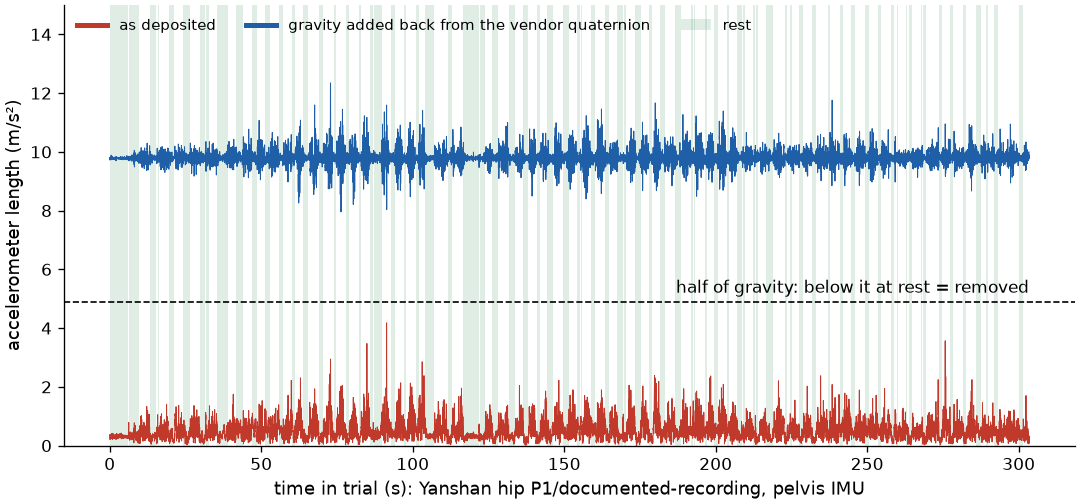 as deposited
gravity added back from the vendor quaternion
rest
accelerometer length (m/s²)
14
12
10
8
6
4
2
0
half of gravity: below it at rest = removed
0
50
100
150
200
250
300
time in trial (s): Yanshan hip P1/documented-recording, pelvis IMU